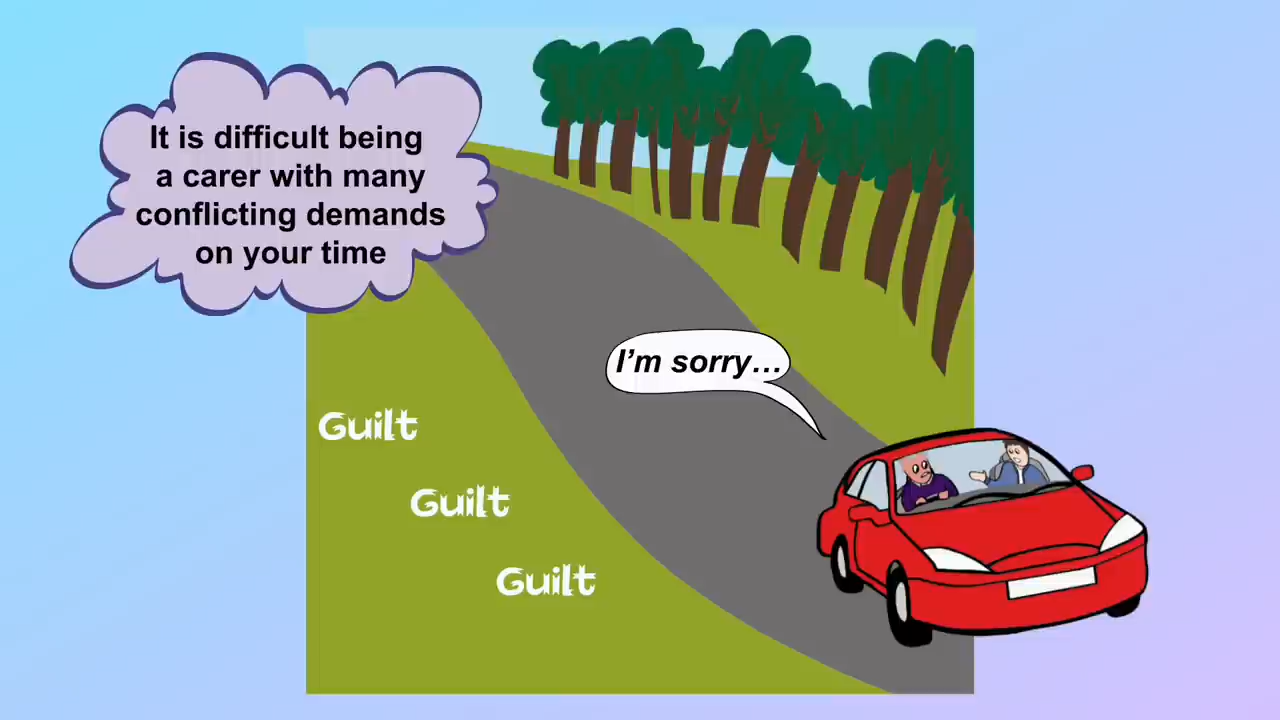 It is difficult being
a carer with many
conflicting demands
on your time
I’m sorry…
Guilt
Guilt
Guilt